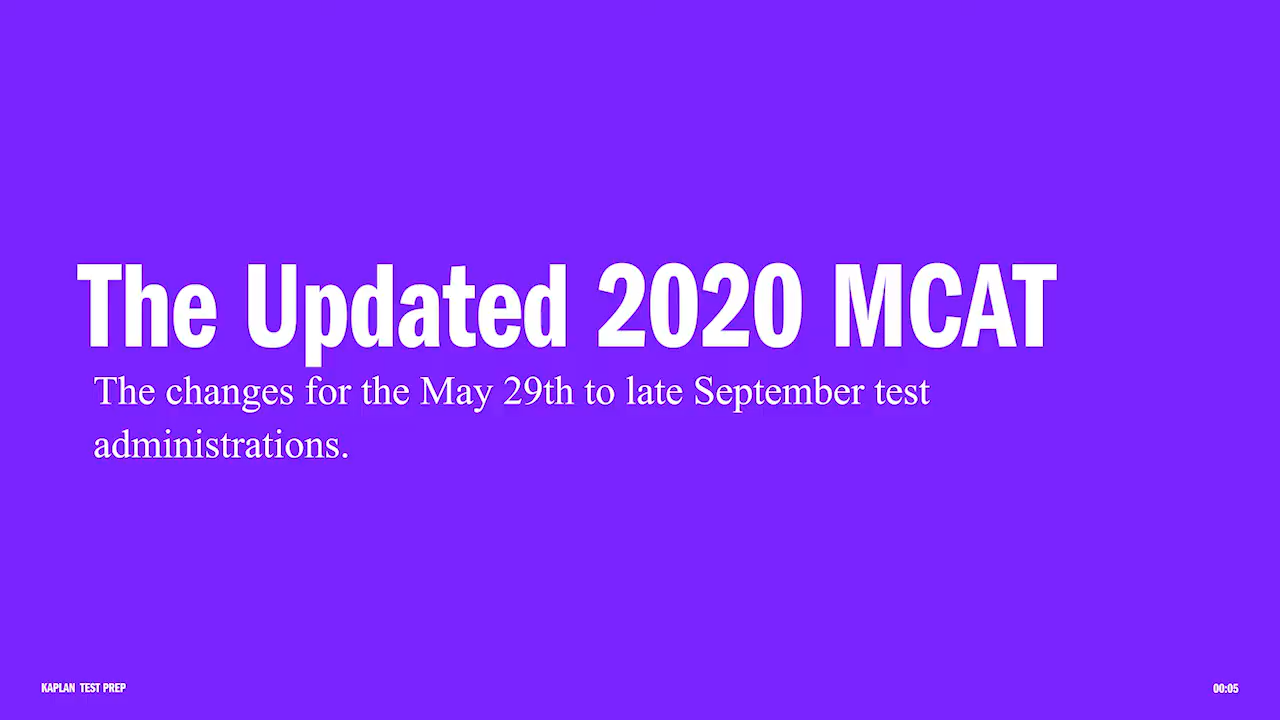 The Updated 2020 MCAT
The changes for the May 29th to late September test
administrations.
KAPLAN TEST PREP
00:05